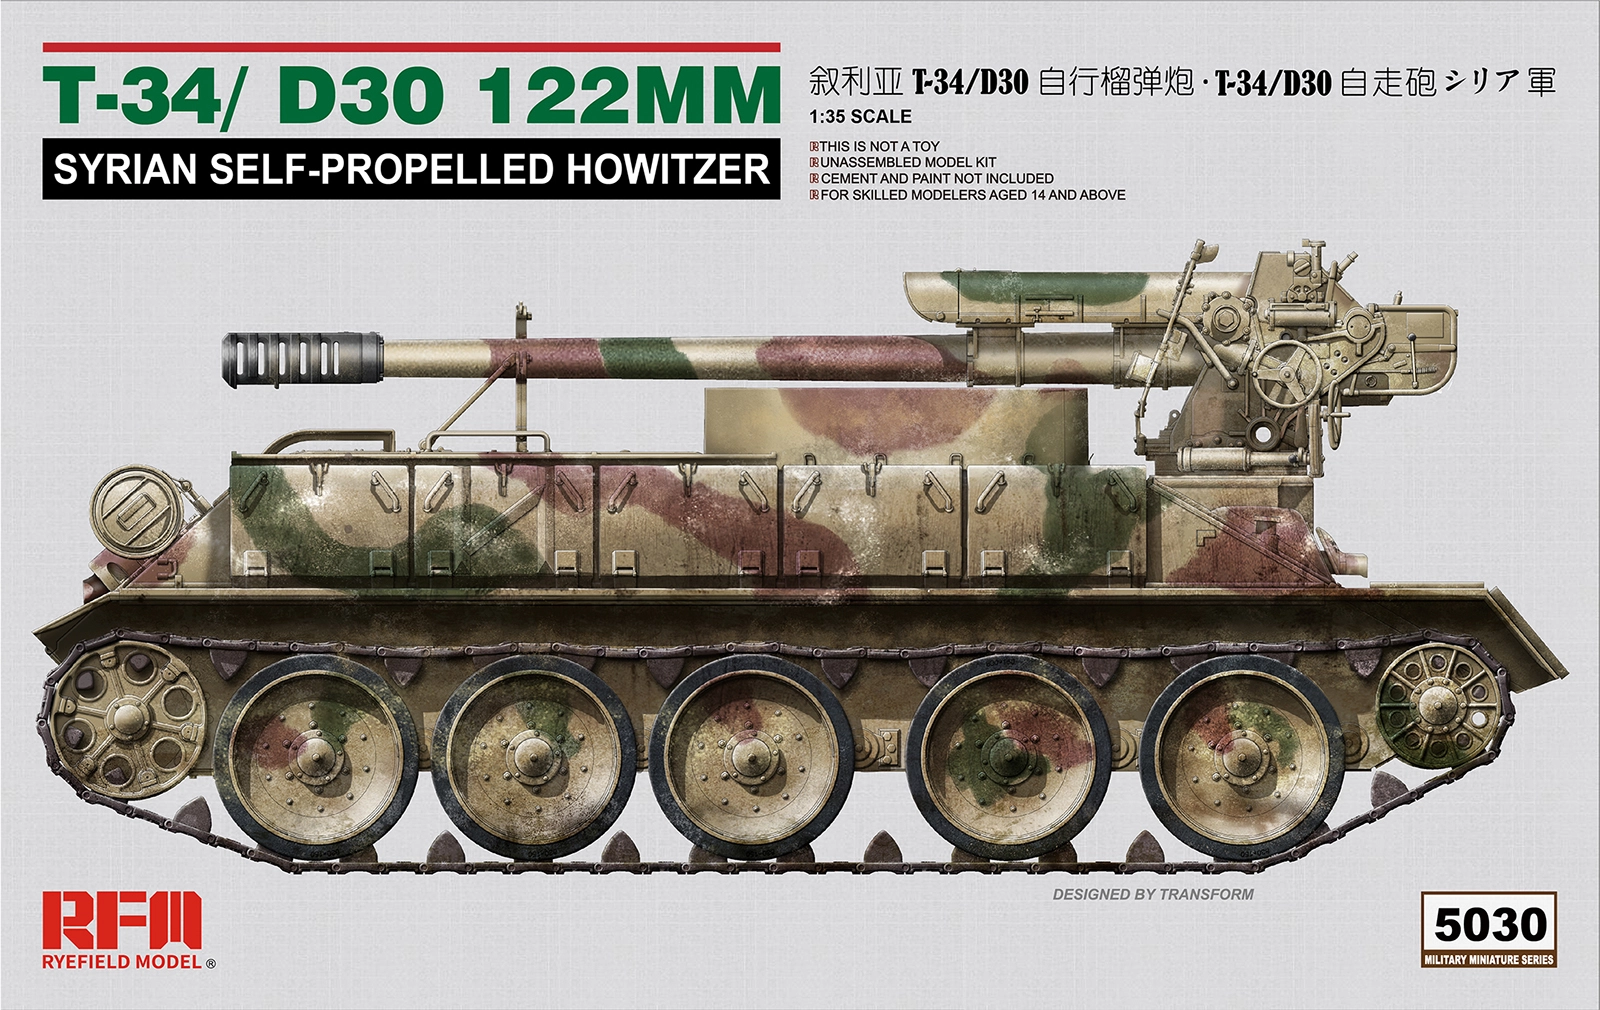 T-34/ D30 122MM
SYRIAN SELF-PROPELLED HOWITZER
叙利亚 T-34/D30 自行榴弹炮 · T-34/D30 自走砲 シリア 軍
1:35 SCALE
THIS IS NOT A TOY
UNASSEMBLED MODEL KIT
CEMENT AND PAINT NOT INCLUDED
FOR SKILLED MODELERS AGED 14 AND ABOVE
DESIGNED BY TRANSFORM
RFM
RYEFIELD MODEL ®
5030
MILITARY MINIATURE SERIES